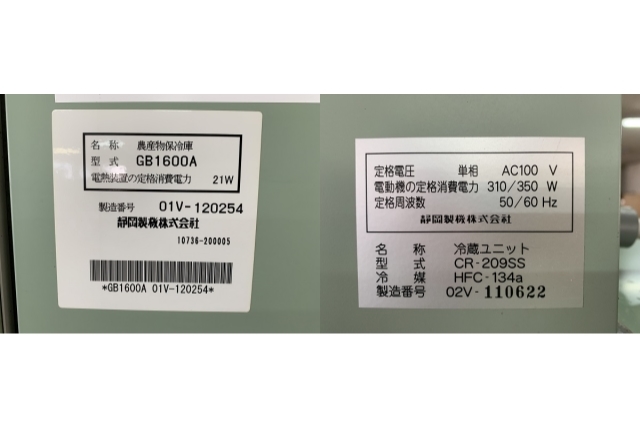 名　称　農産物保冷庫
型　式　GB1600A
電熱装置の定格消費電力　21W
製造番号　01V-120254
静岡製機株式会社
10736-200005
*GB1600A 01V-120254*
定格電圧　単相　AC100 V
電動機の定格消費電力 310/350 W
定格周波数　50/60 Hz
静岡製機株式会社
名　称　冷蔵ユニット
型　式　CR-209SS
冷　媒　HFC-134a
製造番号　02V-110622